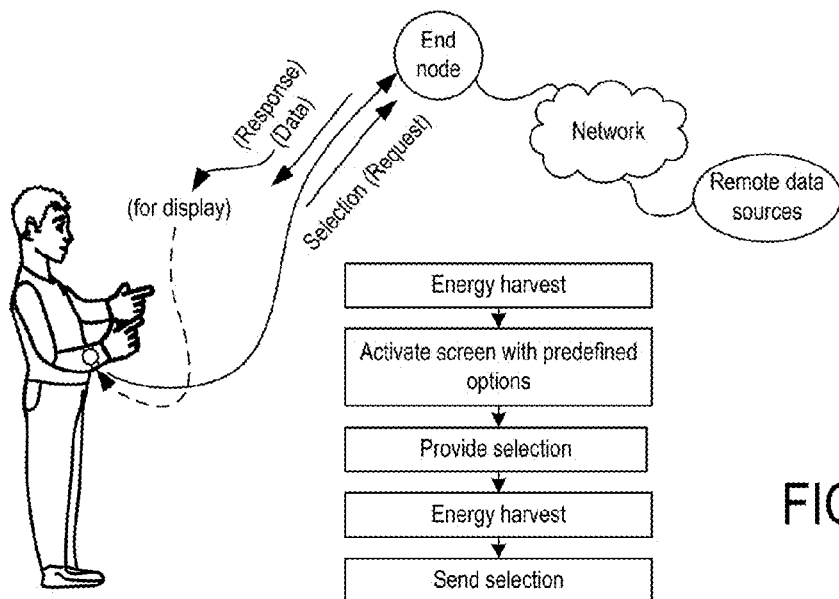 End
node
(Response)
(Data)
Selection (Request)
Network
Remote data
sources
(for display)
Energy harvest
Activate screen with predefined
options
Provide selection
Energy harvest
Send selection
FIG